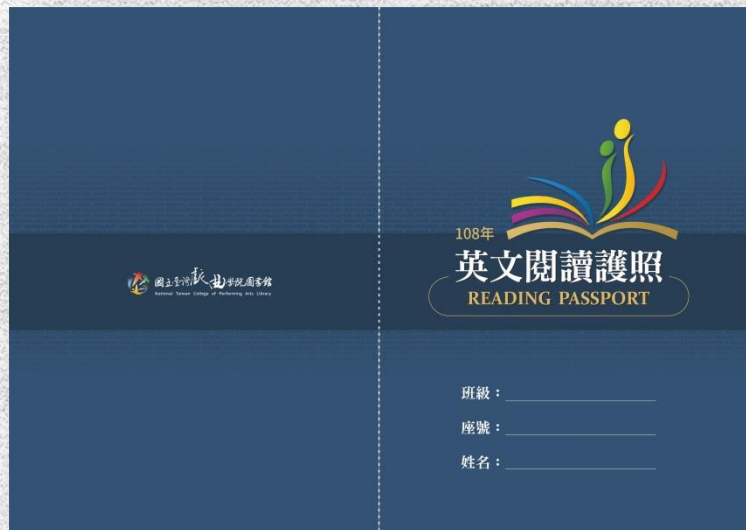 國立臺灣戲曲學院圖書館
National Taiwan College of Performing Arts Library
108年
英文閱讀護照
READING PASSPORT
班級：
座號：
姓名：